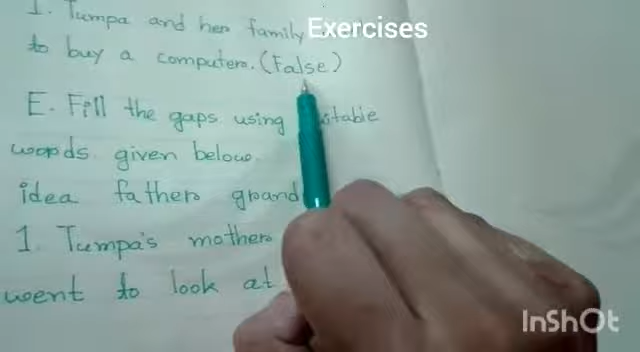 I. Tumpa and her family
Exercises
to buy a computer. (False)
E. Fill the gaps using
words given below
idea father grand
1. Tumpa's mother
went to look at
InShOt